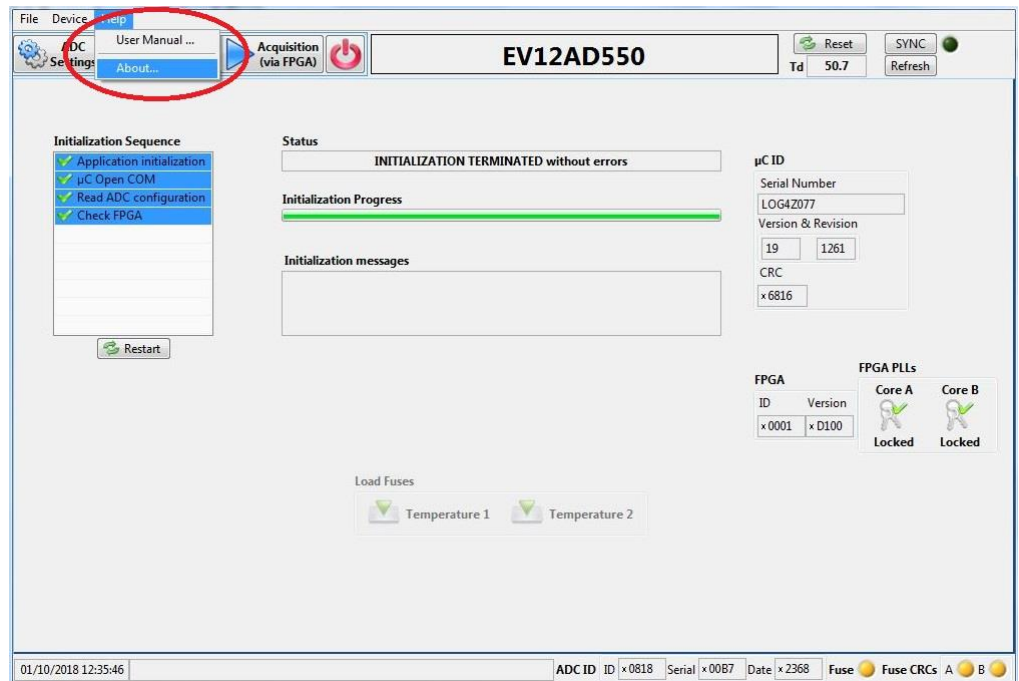 File Device Help
User Manual ...
About...
ADC
Settings
Acquisition
(via FPGA)
EV12AD550
Reset
Td 50.7
SYNC
Refresh
Initialization Sequence
Application initialization
µC Open COM
Read ADC configuration
Check FPGA
Restart
Status
INITIALIZATION TERMINATED without errors
Initialization Progress
Initialization messages
µC ID
Serial Number
LOG4Z077
Version & Revision
19 1261
CRC
x 6816
FPGA
ID Version
x 0001 x D100
FPGA PLLs
Core A Core B
Locked Locked
Load Fuses
Temperature 1 Temperature 2
01/10/2018 12:35:46 ADC ID ID x 0818 Serial x 00B7 Date x 2368 Fuse Fuse CRCs A B